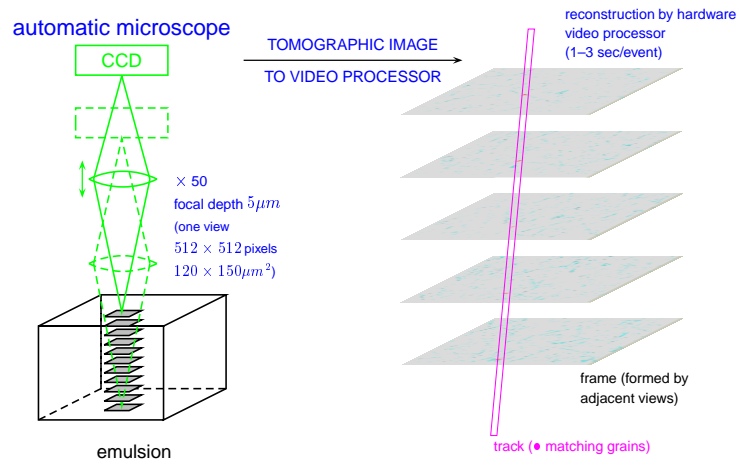 automatic microscope
CCD
TOMOGRAPHIC IMAGE
TO VIDEO PROCESSOR
reconstruction by hardware
video processor
(1–3 sec/event)
× 50
focal depth 5μm
(one view
512 × 512 pixels
120 × 150μm²)
emulsion
frame (formed by
adjacent views)
track (● matching grains)